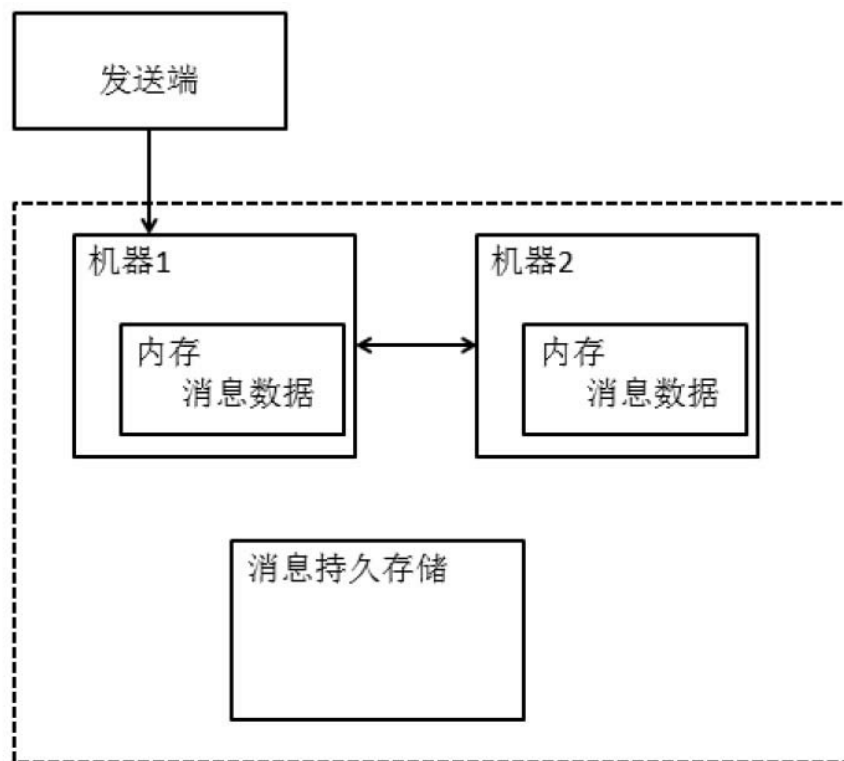 发送端
机器1
机器2
内存
消息数据
内存
消息数据
消息持久存储